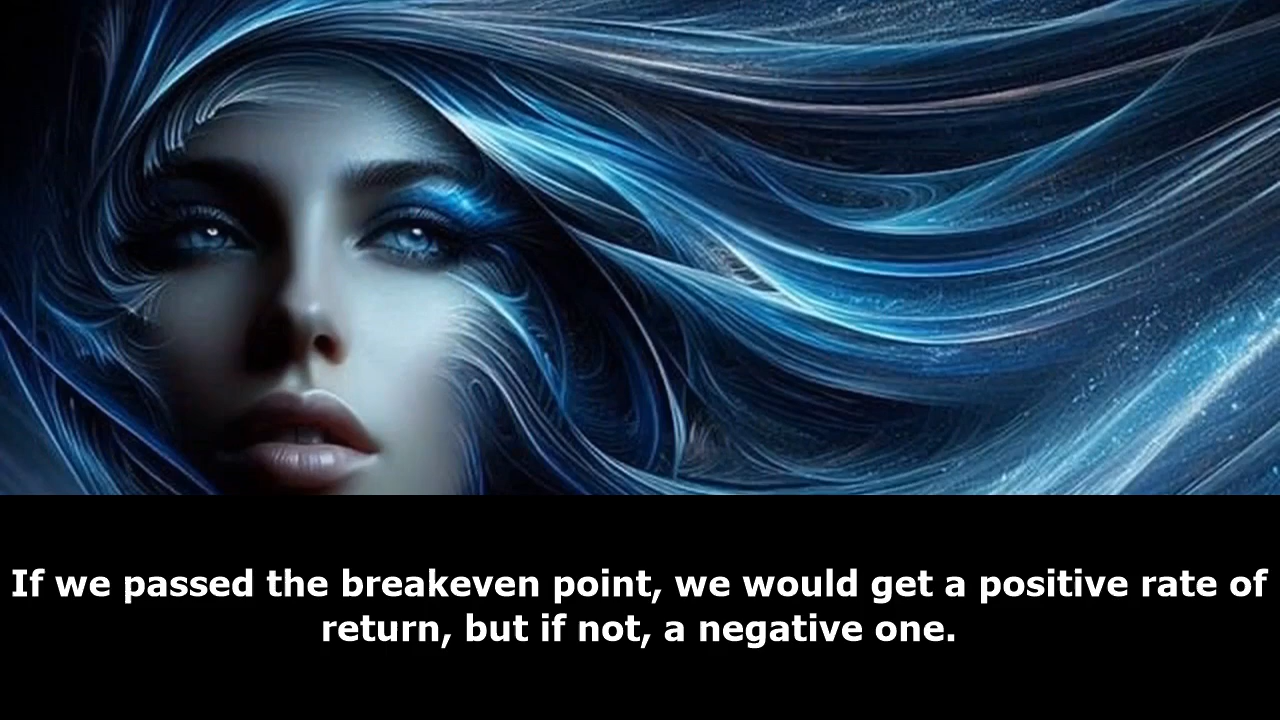 If we passed the breakeven point, we would get a positive rate of
return, but if not, a negative one.